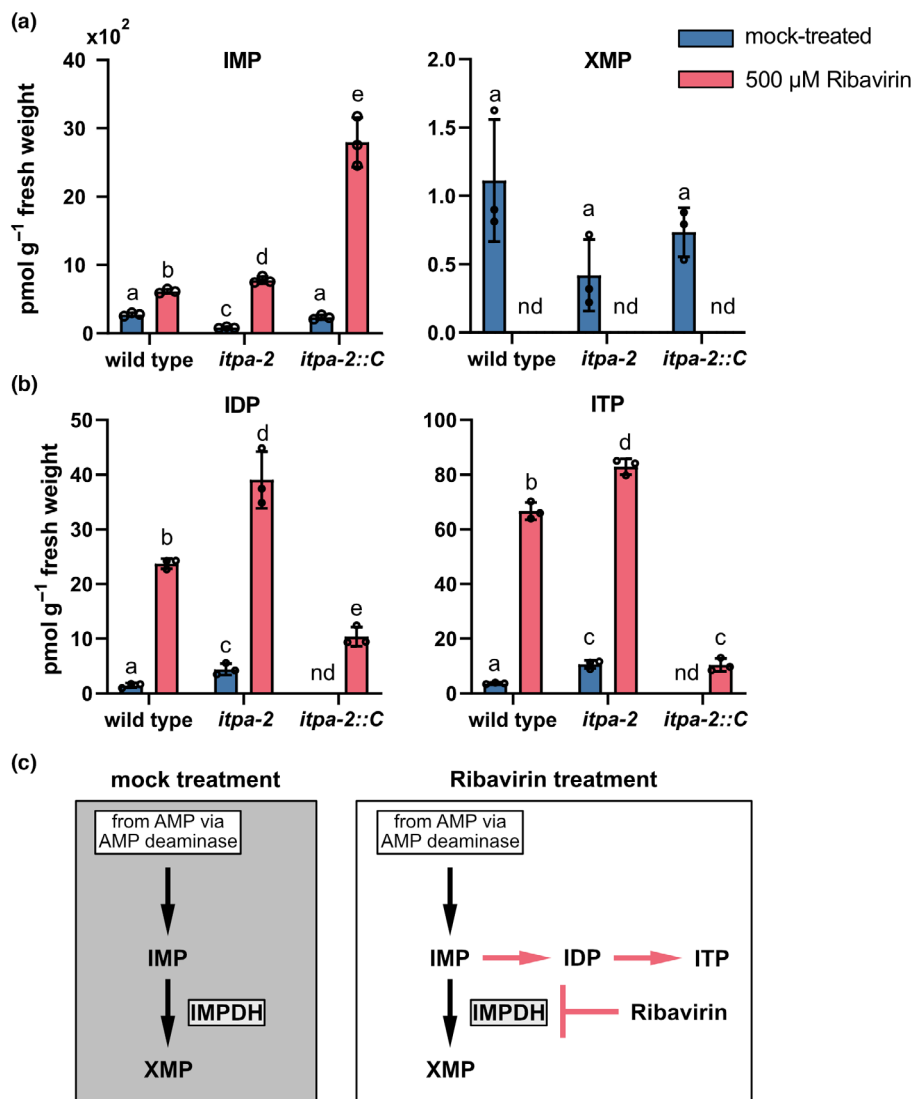 (a)
x10²
IMP
XMP
mock-treated
500 µM Ribavirin
pmol g⁻¹ fresh weight
40
30
20
10
0
a
b
c
d
a
e
wild type
itpa-2
itpa-2::C
2.0
1.5
1.0
0.5
0.0
a
nd
a
nd
a
nd
wild type
itpa-2
itpa-2::C
(b)
IDP
ITP
pmol g⁻¹ fresh weight
50
40
30
20
10
0
a
b
c
d
nd
e
wild type
itpa-2
itpa-2::C
100
80
60
40
20
0
a
b
c
d
nd
c
wild type
itpa-2
itpa-2::C
(c)
mock treatment
from AMP via
AMP deaminase
IMP
IMPDH
XMP
Ribavirin treatment
from AMP via
AMP deaminase
IMP
IDP
ITP
IMPDH
Ribavirin
XMP